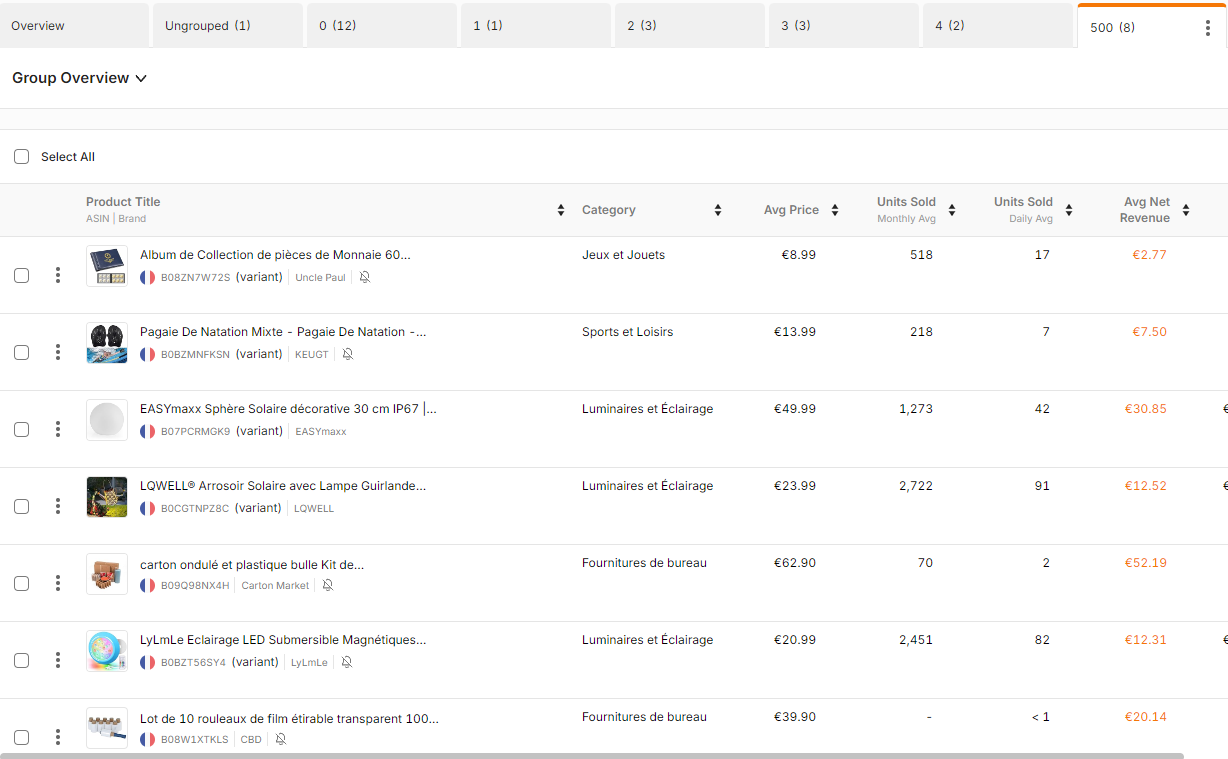 Overview Ungrouped (1) 0 (12) 1 (1) 2 (3) 3 (3) 4 (2) 500 (8)
Group Overview
Select All
Product Title
ASIN | Brand
Category
Avg Price
Units Sold
Monthly Avg
Units Sold
Daily Avg
Avg Net
Revenue
Album de Collection de pièces de Monnaie 60... Jeux et Jouets €8.99 518 17 €2.77
B08ZN7W72S (variant) Uncle Paul
Pagaie De Natation Mixte - Pagaie De Natation -... Sports et Loisirs €13.99 218 7 €7.50
B0BZMNFKSN (variant) KEUGT
EASYmaxx Sphère Solaire décorative 30 cm IP67 |... Luminaires et Éclairage €49.99 1,273 42 €30.85 €
B07PCRMGK9 (variant) EASYmaxx
LQWELL® Arrosoir Solaire avec Lampe Guirlande... Luminaires et Éclairage €23.99 2,722 91 €12.52 €
B0CGTNPZ8C (variant) LQWELL
carton ondulé et plastique bulle Kit de... Fournitures de bureau €62.90 70 2 €52.19
B09Q98NX4H Carton Market
LyLmLe Eclairage LED Submersible Magnétiques... Luminaires et Éclairage €20.99 2,451 82 €12.31 €
B0BZT56SY4 (variant) LyLmLe
Lot de 10 rouleaux de film étirable transparent 100... Fournitures de bureau €39.90 - < 1 €20.14
B08W1XTKLS CBD